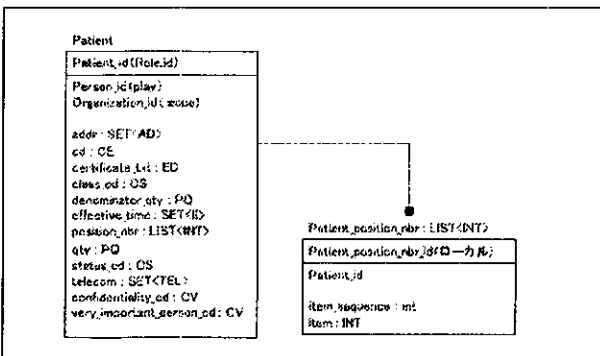 Patient
Patient_id(Role.id)
Person_id(play)
Organization_id(scope)
addr : SET<AD>
cd : CE
certificate_txt : ED
class_cd : CS
denominator_qty : PQ
effective_time : SET<II>
position_nbr : LIST<INT>
qty : PQ
status_cd : CS
telecom : SET<TEL>
confidentiality_cd : CV
very_important_person_cd : CV
Patient_position_nbr : LIST<INT>
Patient_position_nbr_id(ローカル)
Patient_id
item_sequence : int
item : INT